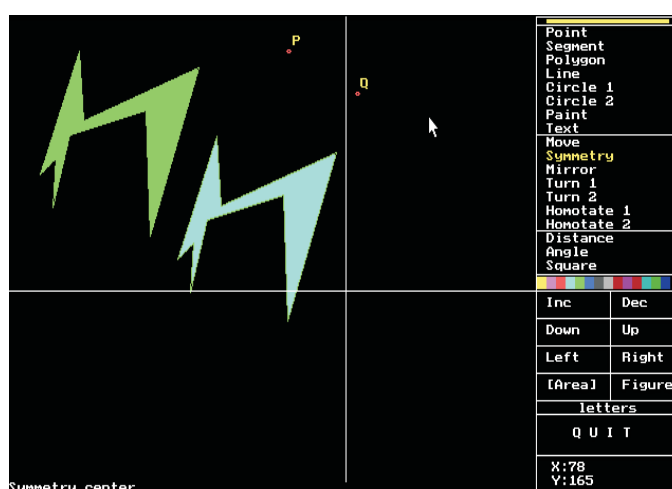 P
Q
Point
Segment
Polygon
Line
Circle 1
Circle 2
Paint
Text
Move
Symmetry
Mirror
Turn 1
Turn 2
Homotate 1
Homotate 2
Distance
Angle
Square
Inc Dec
Down Up
Left Right
[Area] Figure
letters
Q U I T
X:78
Y:165
Symmetry center